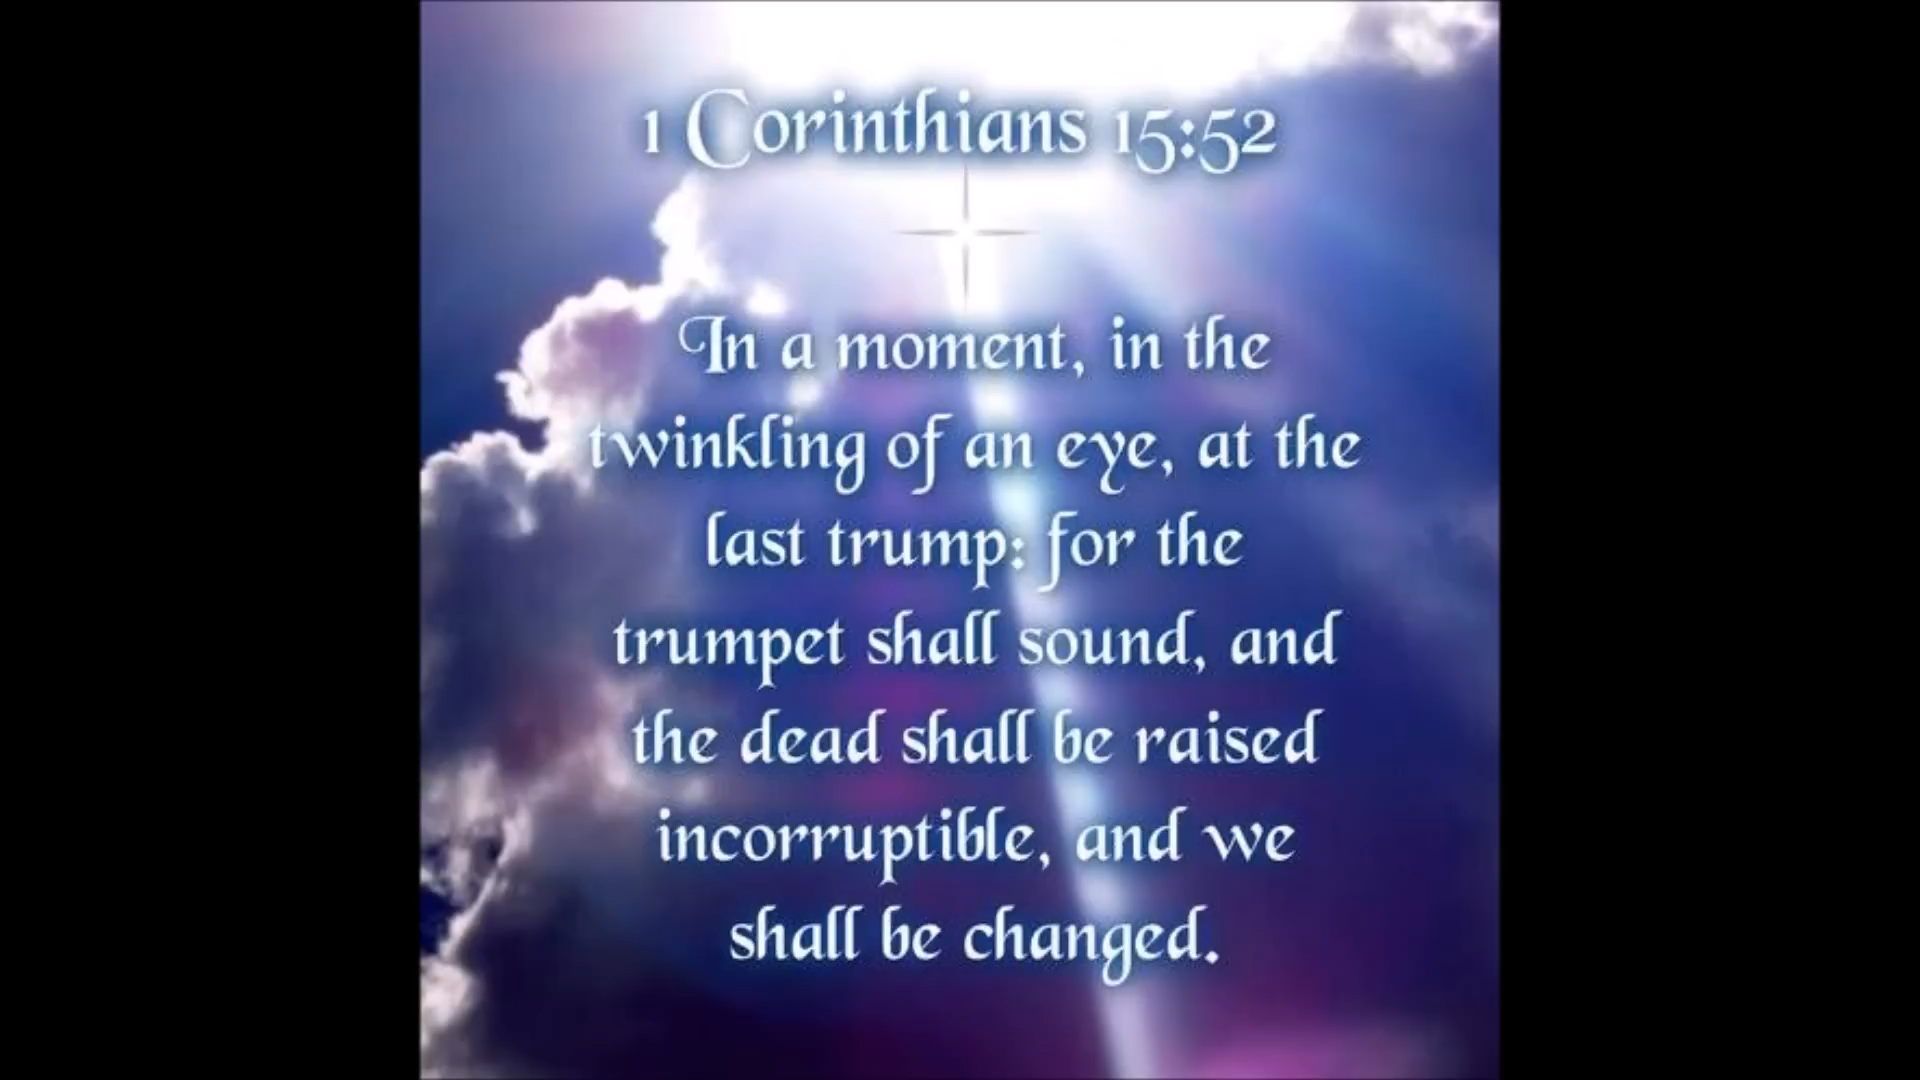 1 Corinthians 15:52
In a moment, in the
twinkling of an eye, at the
last trump: for the
trumpet shall sound, and
the dead shall be raised
incorruptible, and we
shall be changed.